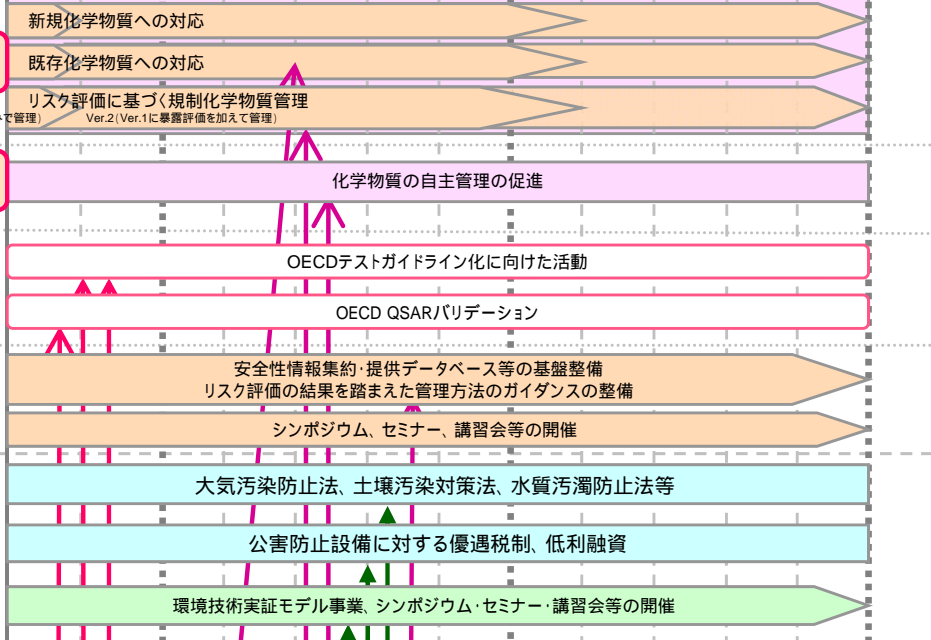 新規化学物質への対応
既存化学物質への対応
リスク評価に基づく規制化学物質管理
で管理)
Ver.2(Ver.1に暴露評価を加えて管理)
化学物質の自主管理の促進
OECDテストガイドライン化に向けた活動
OECD QSARバリデーション
安全性情報集約・提供データベース等の基盤整備
リスク評価の結果を踏まえた管理方法のガイダンスの整備
シンポジウム、セミナー、講習会等の開催
大気汚染防止法、土壌汚染対策法、水質汚濁防止法等
公害防止設備に対する優遇税制、低利融資
環境技術実証モデル事業、シンポジウム・セミナー・講習会等の開催